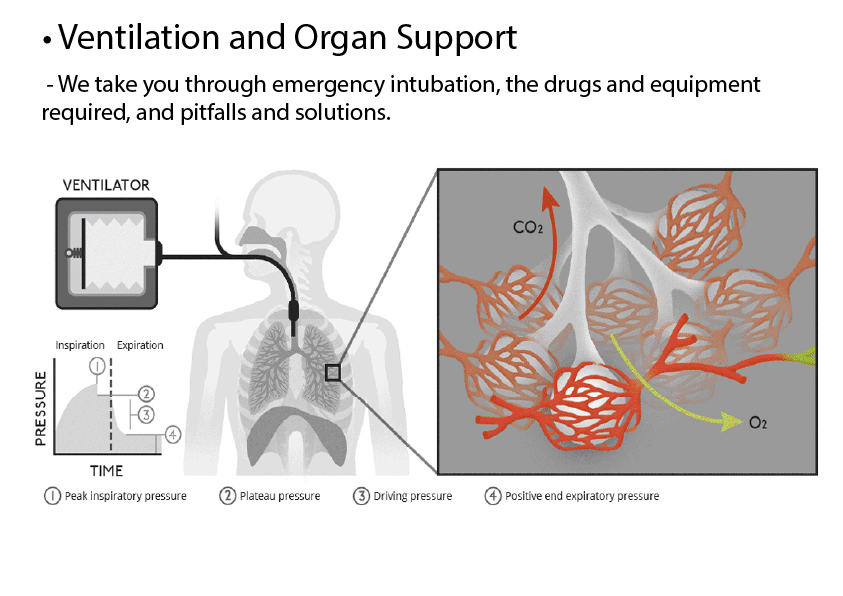 • Ventilation and Organ Support
- We take you through emergency intubation, the drugs and equipment
required, and pitfalls and solutions.
VENTILATOR
CO2
O2
Inspiration Expiration
1
2
3
4
PRESSURE
TIME
1 Peak inspiratory pressure 2 Plateau pressure 3 Driving pressure 4 Positive end expiratory pressure